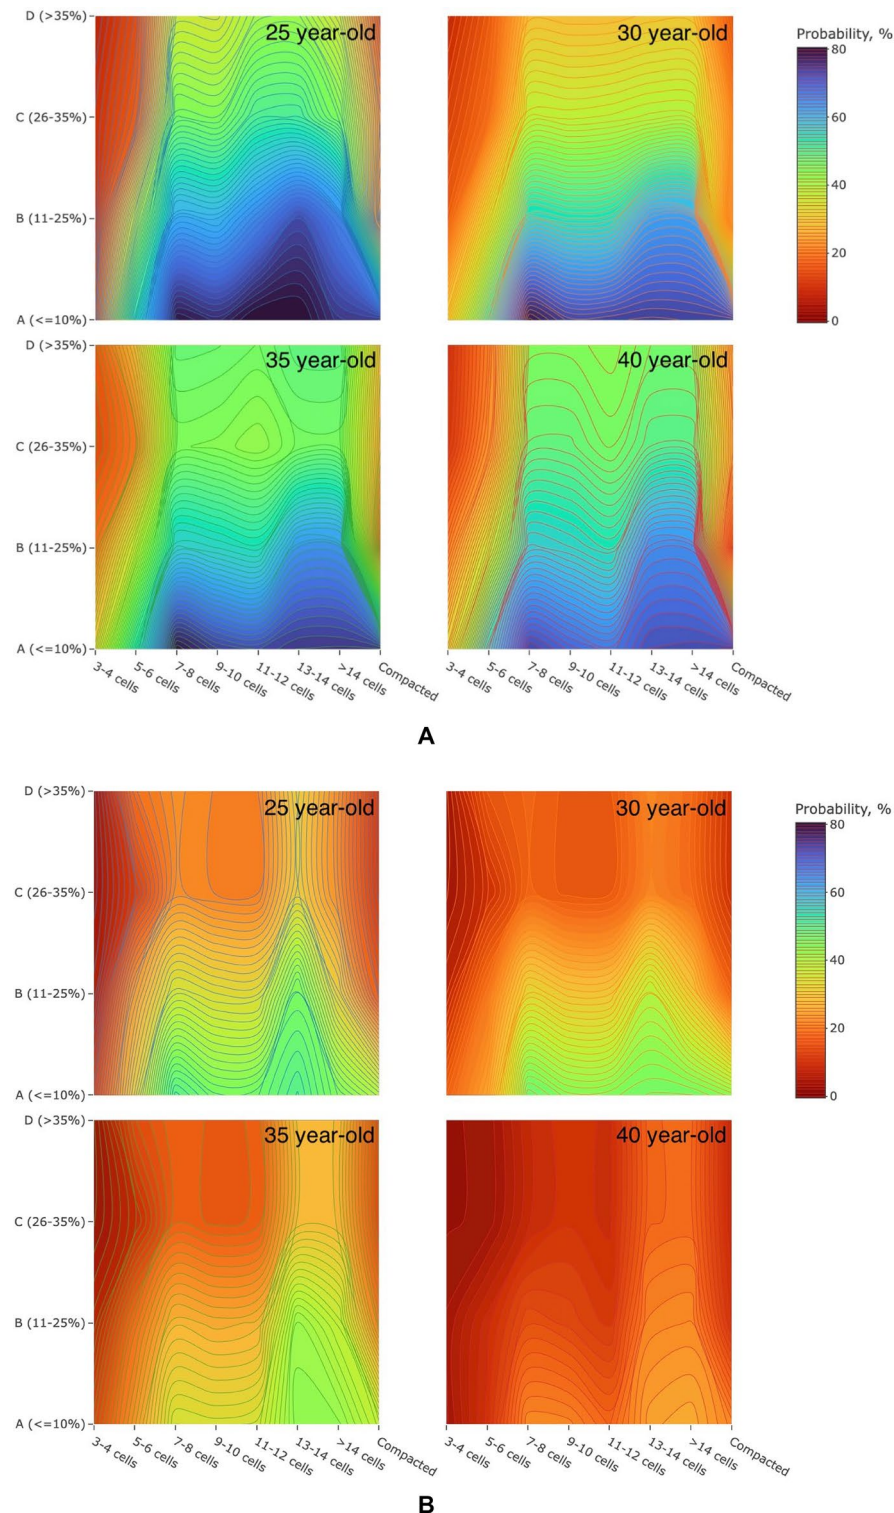 D (>35%)
25 year-old
30 year-old
Probability, %
80
C (26-35%)
60
B (11-25%)
40
20
A (<=10%)
0
D (>35%)
35 year-old
40 year-old
C (26-35%)
B (11-25%)
A (<=10%)
3-4 cells
5-6 cells
7-8 cells
9-10 cells
11-12 cells
13-14 cells
>14 cells
Compacted
3-4 cells
5-6 cells
7-8 cells
9-10 cells
11-12 cells
13-14 cells
>14 cells
Compacted
A
D (>35%)
25 year-old
30 year-old
Probability, %
80
C (26-35%)
60
B (11-25%)
40
20
A (<=10%)
0
D (>35%)
35 year-old
40 year-old
C (26-35%)
B (11-25%)
A (<=10%)
3-4 cells
5-6 cells
7-8 cells
9-10 cells
11-12 cells
13-14 cells
>14 cells
Compacted
3-4 cells
5-6 cells
7-8 cells
9-10 cells
11-12 cells
13-14 cells
>14 cells
Compacted
B